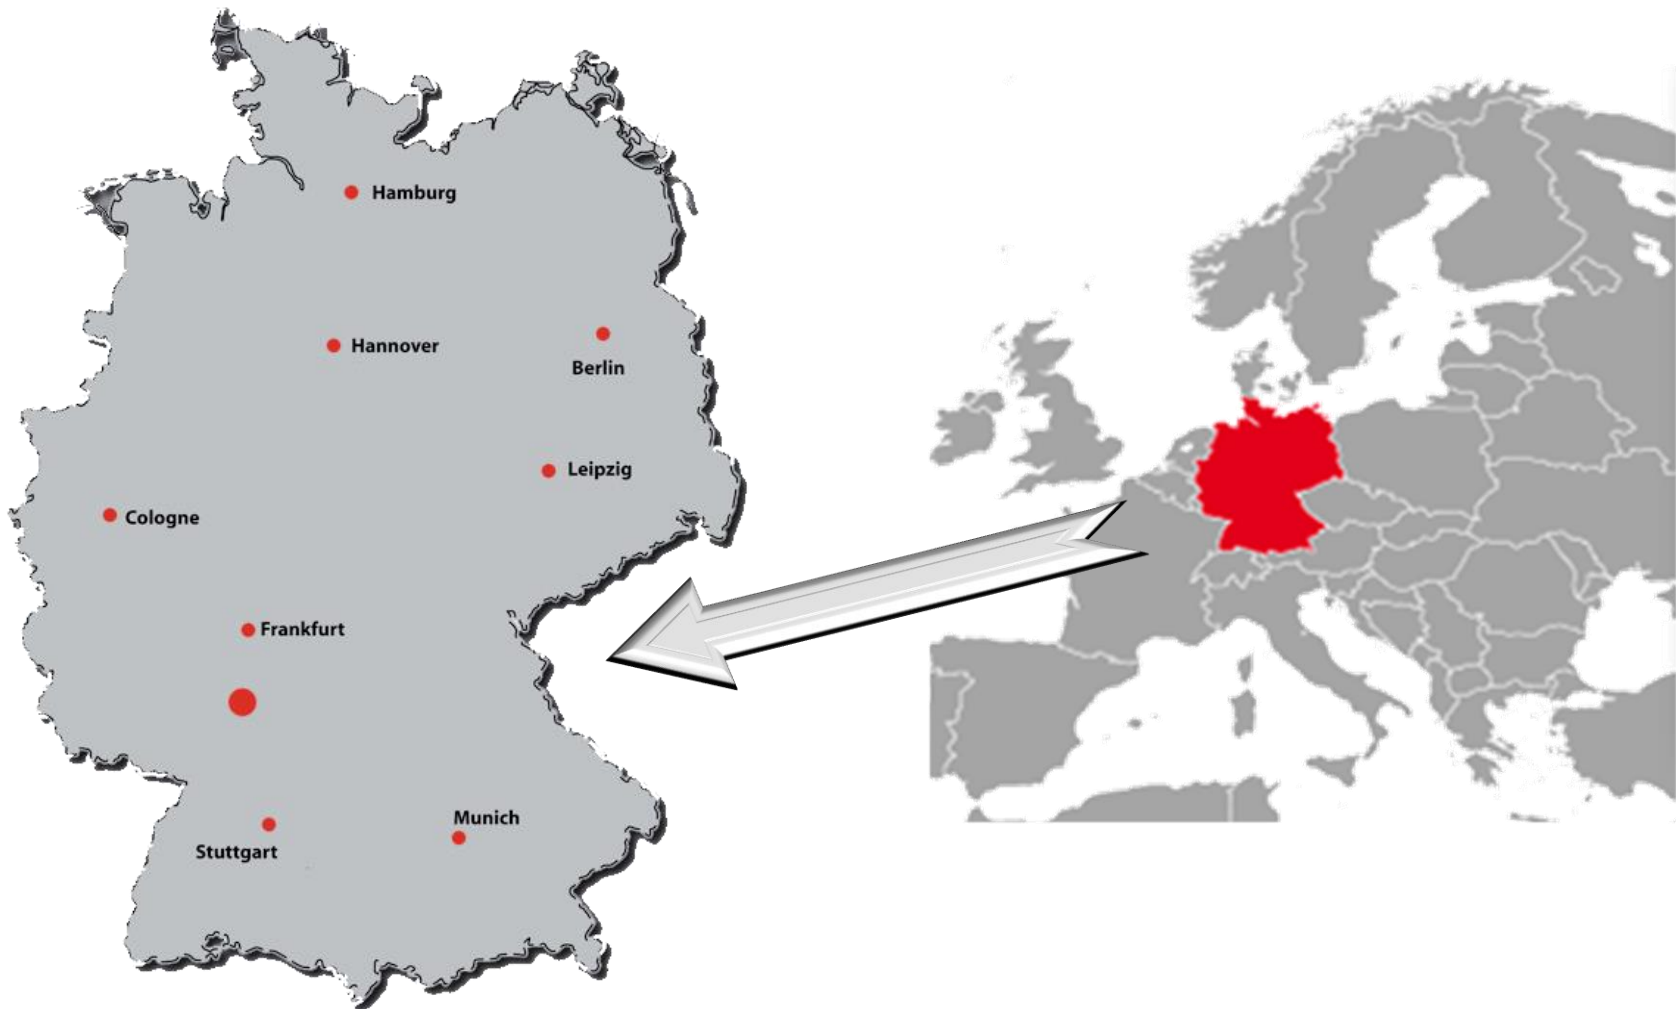 Hamburg
Hannover
Berlin
Leipzig
Cologne
Frankfurt
Munich
Stuttgart